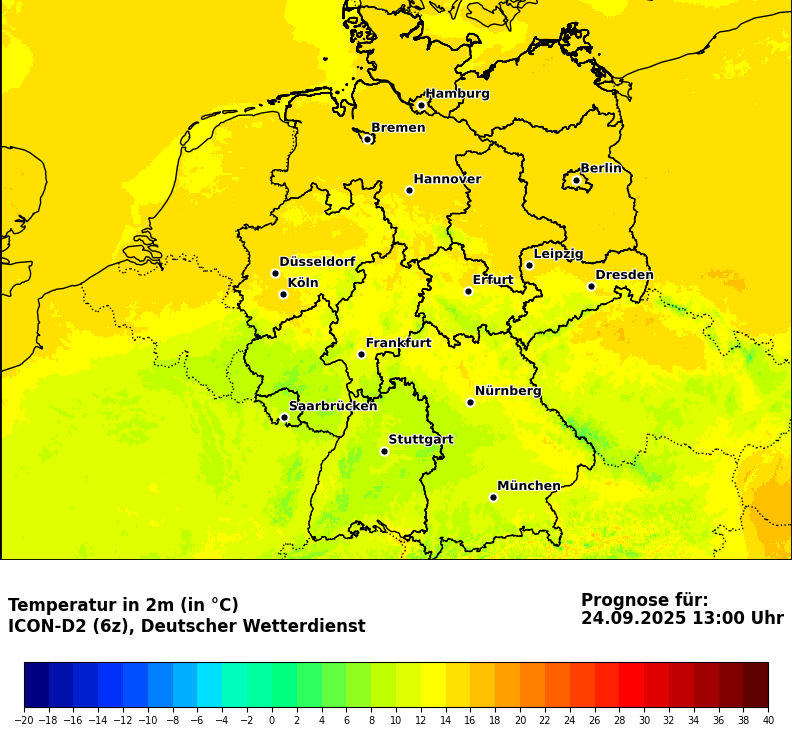 Hamburg
Bremen
Berlin
Hannover
Leipzig
Düsseldorf
Dresden
Erfurt
Köln
Frankfurt
Nürnberg
Saarbrücken
Stuttgart
München
Temperatur in 2m (in °C)
ICON-D2 (6z), Deutscher Wetterdienst
Prognose für:
24.09.2025 13:00 Uhr
−20 −18 −16 −14 −12 −10 −8 −6 −4 −2 0 2 4 6 8 10 12 14 16 18 20 22 24 26 28 30 32 34 36 38 40